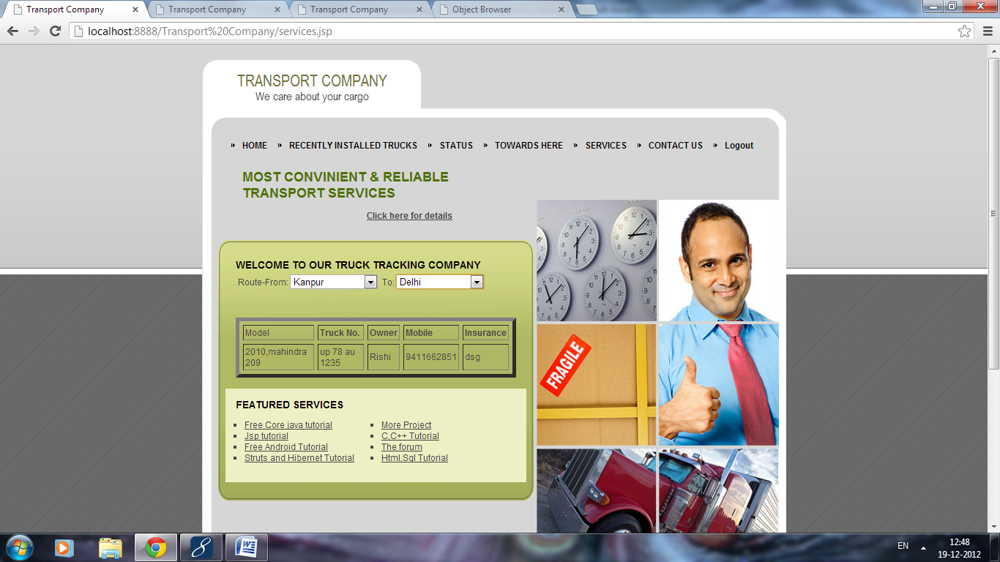 Transport Company
Transport Company
Transport Company
Object Browser
localhost:8888/Transport%20Company/services.jsp
TRANSPORT COMPANY
We care about your cargo
HOME RECENTLY INSTALLED TRUCKS STATUS TOWARDS HERE SERVICES CONTACT US Logout
MOST CONVINIENT & RELIABLE
TRANSPORT SERVICES
Click here for details
WELCOME TO OUR TRUCK TRACKING COMPANY
Route-From: Kanpur To: Delhi
Model Truck No. Owner Mobile Insurance
2010,mahindra 209 up 78 au 1235 Rishi 9411662851 dsg
FRAGILE
FEATURED SERVICES
Free Core java tutorial
Jsp tutorial
Free Android Tutorial
Struts and Hibernet Tutorial
More Project
C,C++ Tutorial
The forum
Html,Sql Tutorial
EN
12:48
19-12-2012